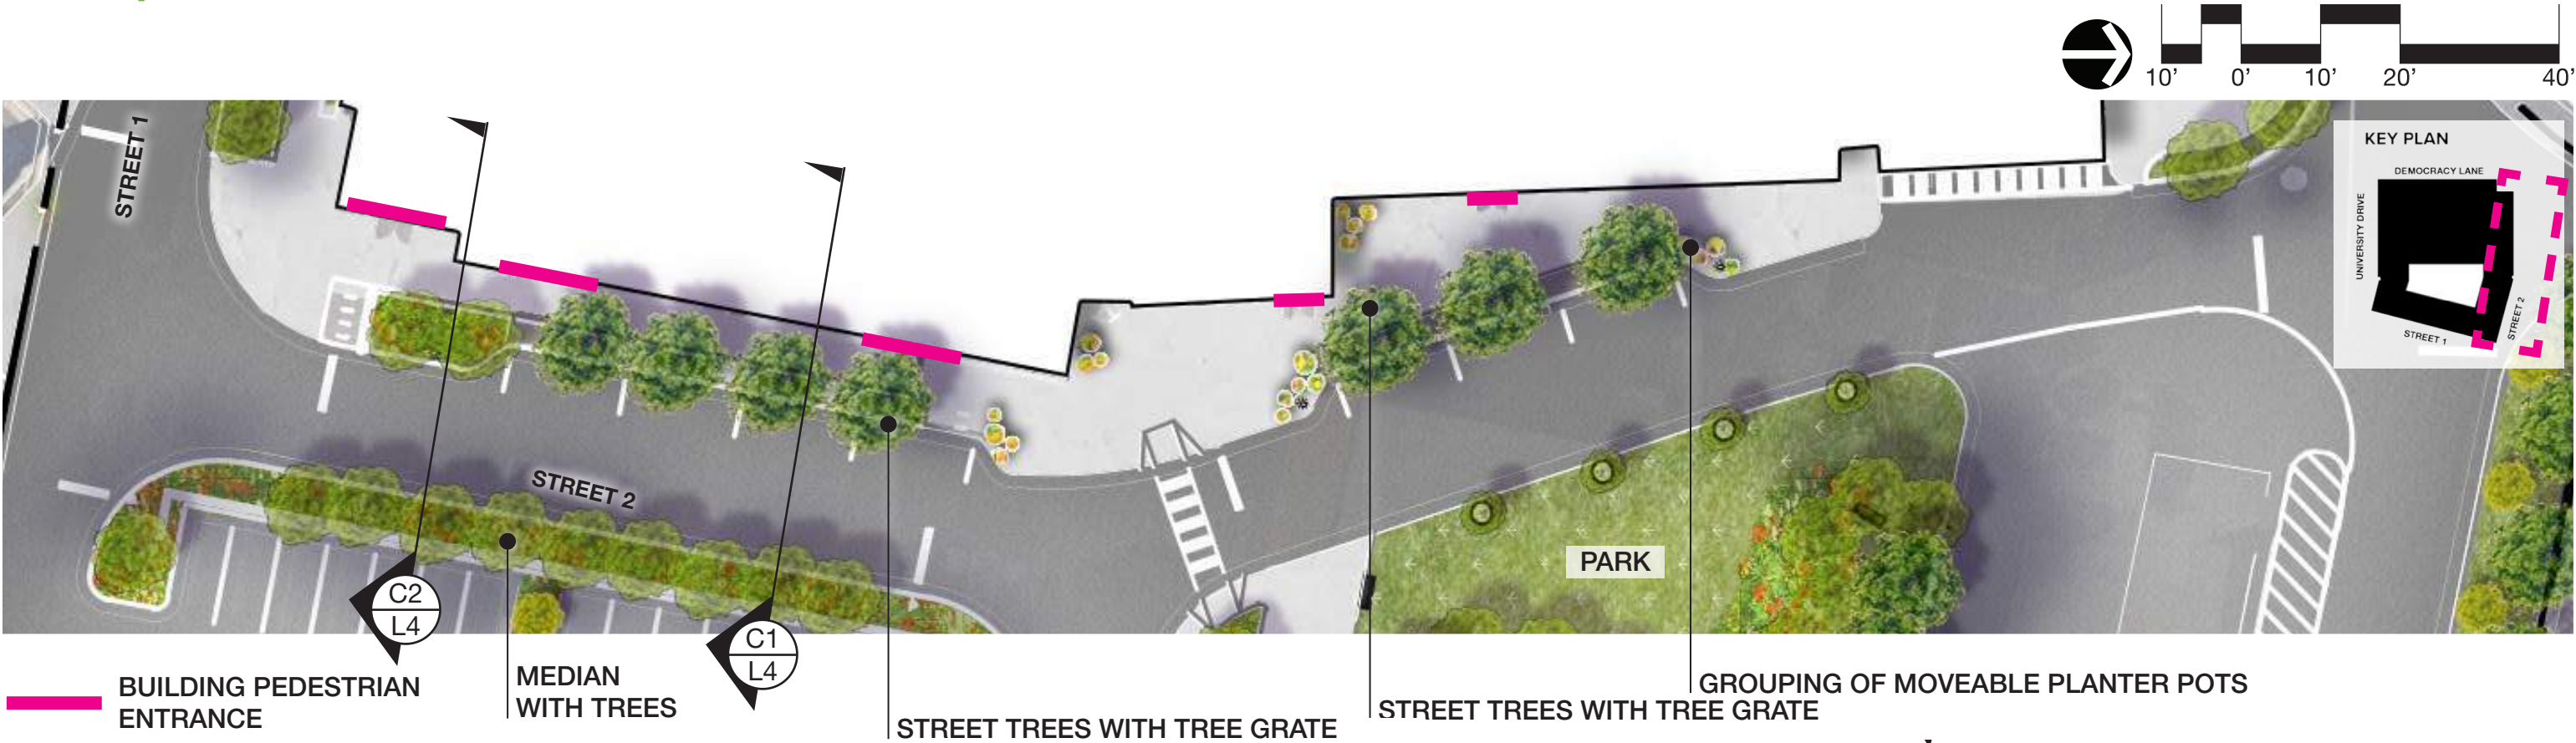 10’ 0’ 10’ 20’ 40’
KEY PLAN
DEMOCRACY LANE
UNIVERSITY DRIVE
STREET 1
STREET 2
STREET 1
STREET 2
PARK
C2
L4
C1
L4
BUILDING PEDESTRIAN
ENTRANCE
MEDIAN
WITH TREES
STREET TREES WITH TREE GRATE
STREET TREES WITH TREE GRATE
GROUPING OF MOVEABLE PLANTER POTS